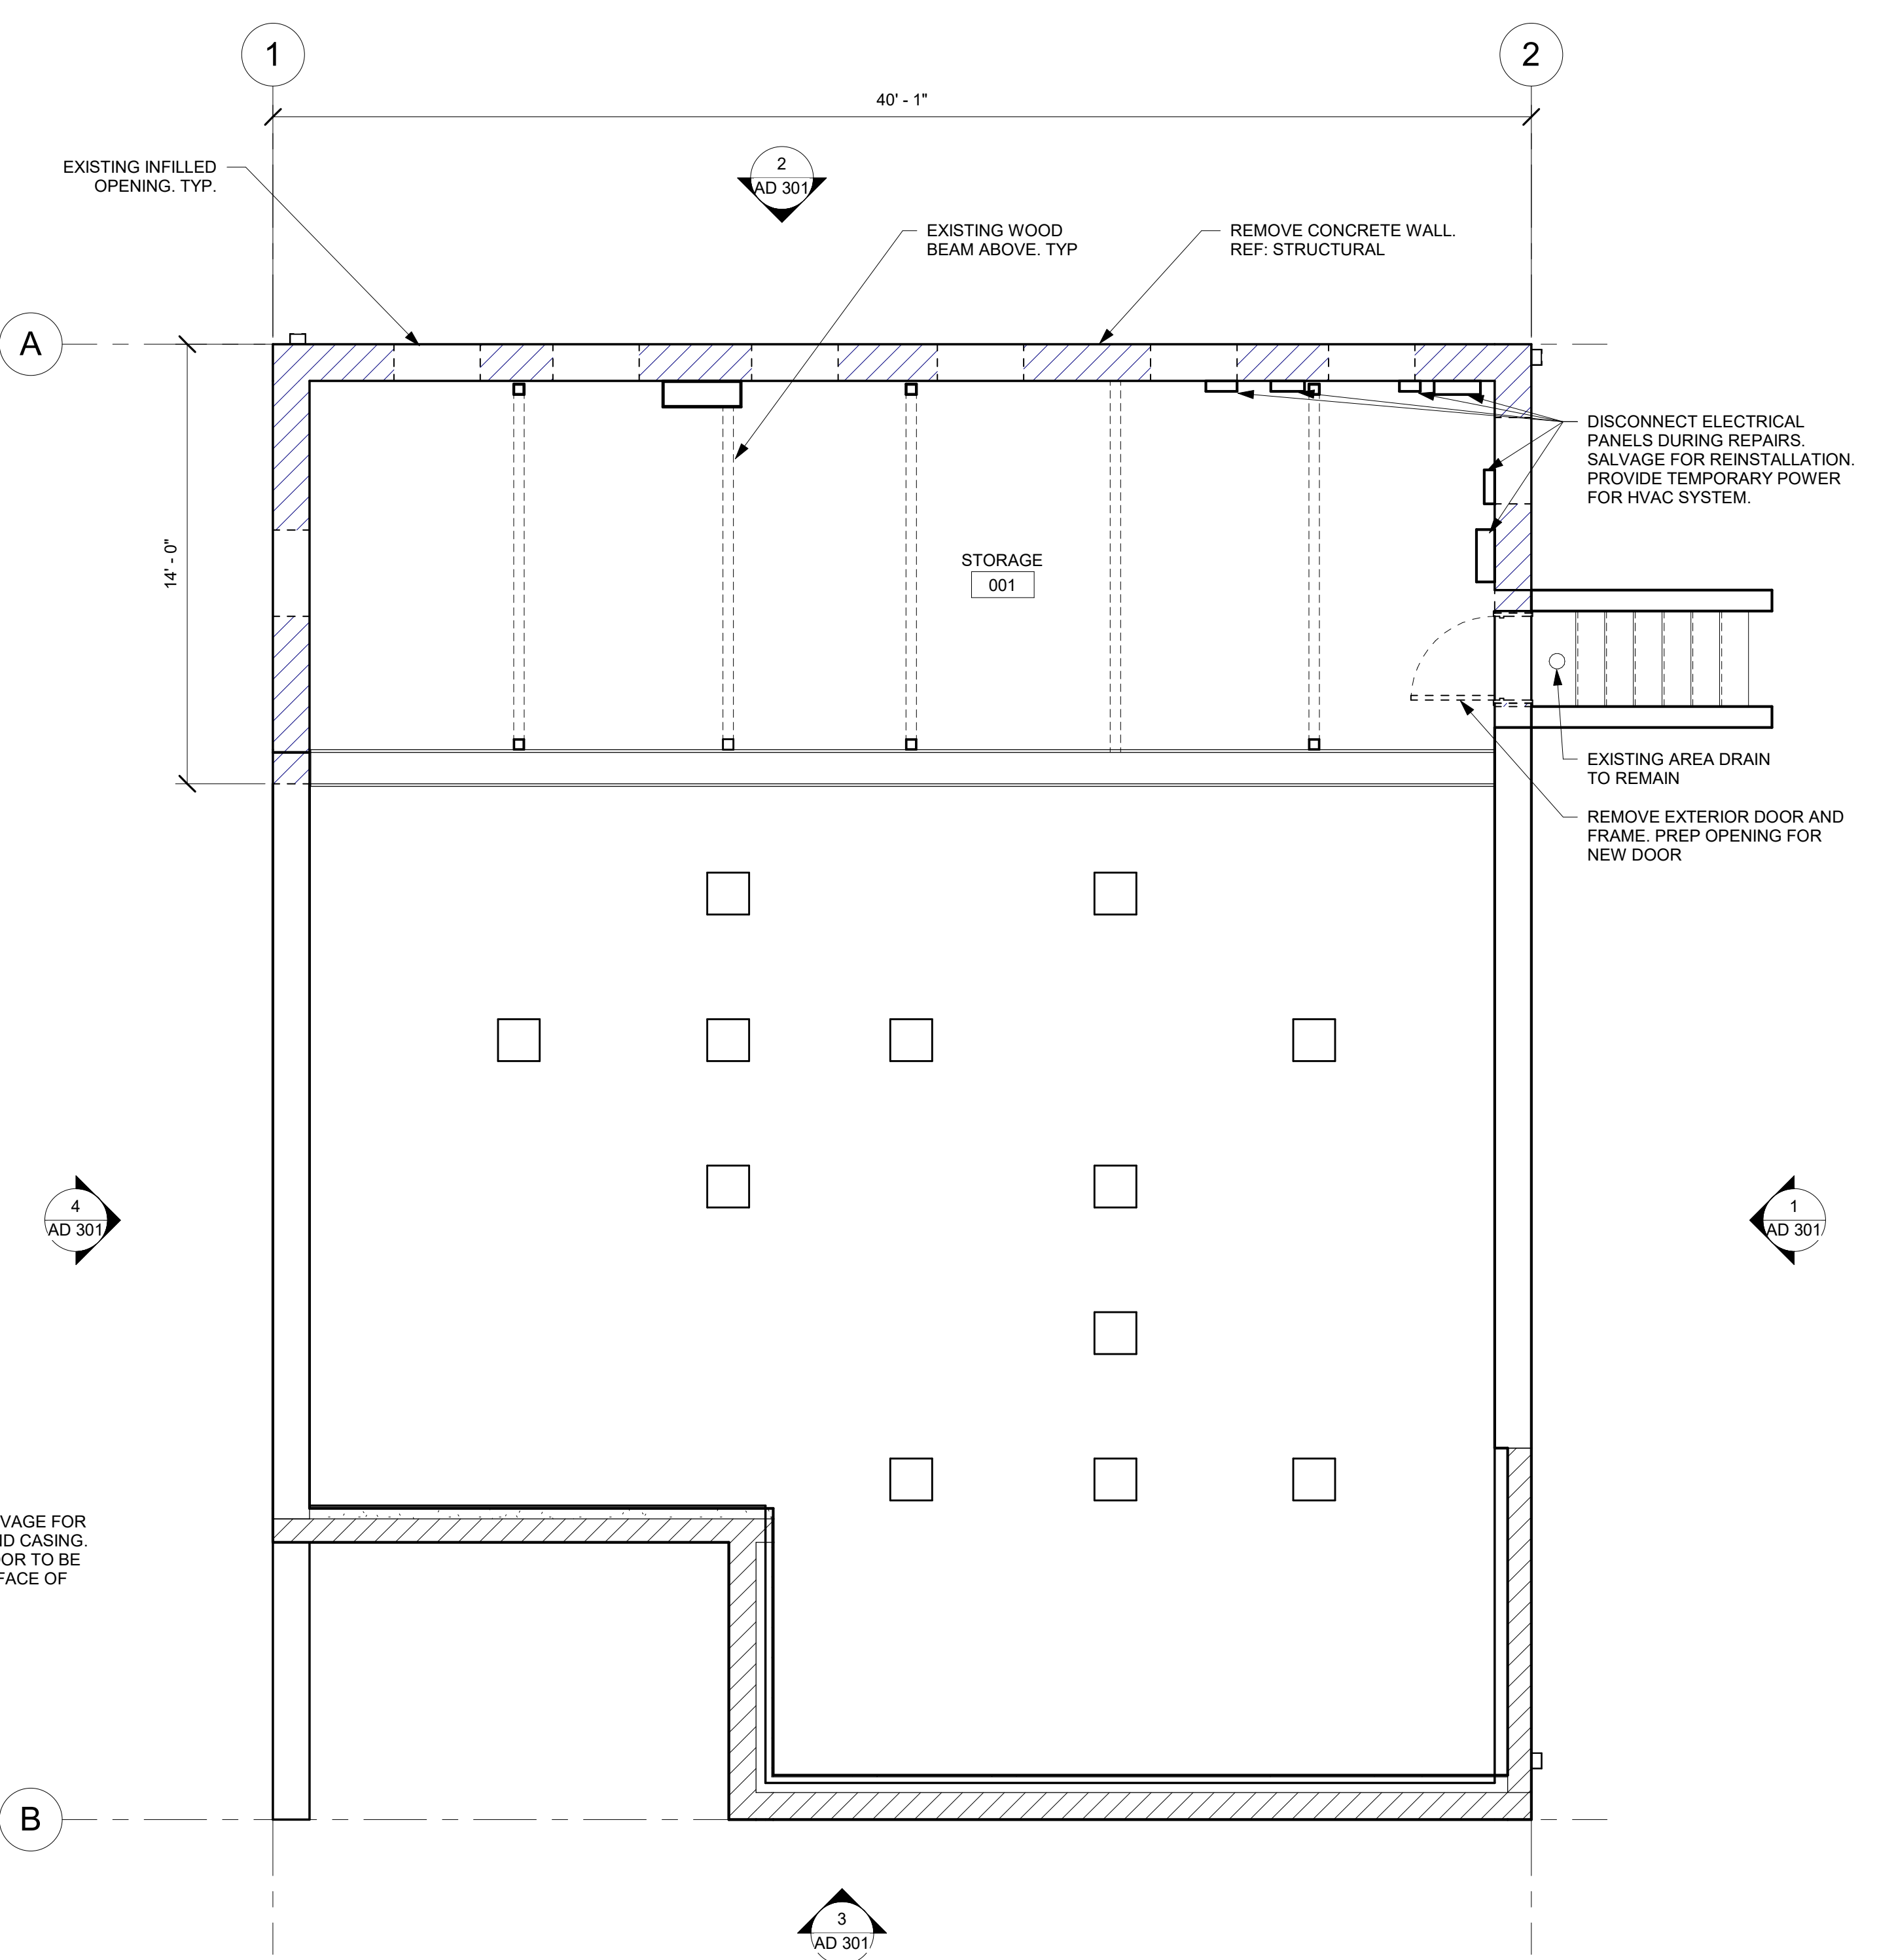 1
2
40' - 1"
EXISTING INFILLED
OPENING. TYP.
2
AD 301
EXISTING WOOD
BEAM ABOVE. TYP
REMOVE CONCRETE WALL.
REF: STRUCTURAL
A
DISCONNECT ELECTRICAL
PANELS DURING REPAIRS.
SALVAGE FOR REINSTALLATION.
PROVIDE TEMPORARY POWER
FOR HVAC SYSTEM.
14' - 0"
STORAGE
001
EXISTING AREA DRAIN
TO REMAIN
REMOVE EXTERIOR DOOR AND
FRAME. PREP OPENING FOR
NEW DOOR
4
AD 301
1
AD 301
VAGE FOR
ID CASING.
OR TO BE
FACE OF
B
3
AD 301